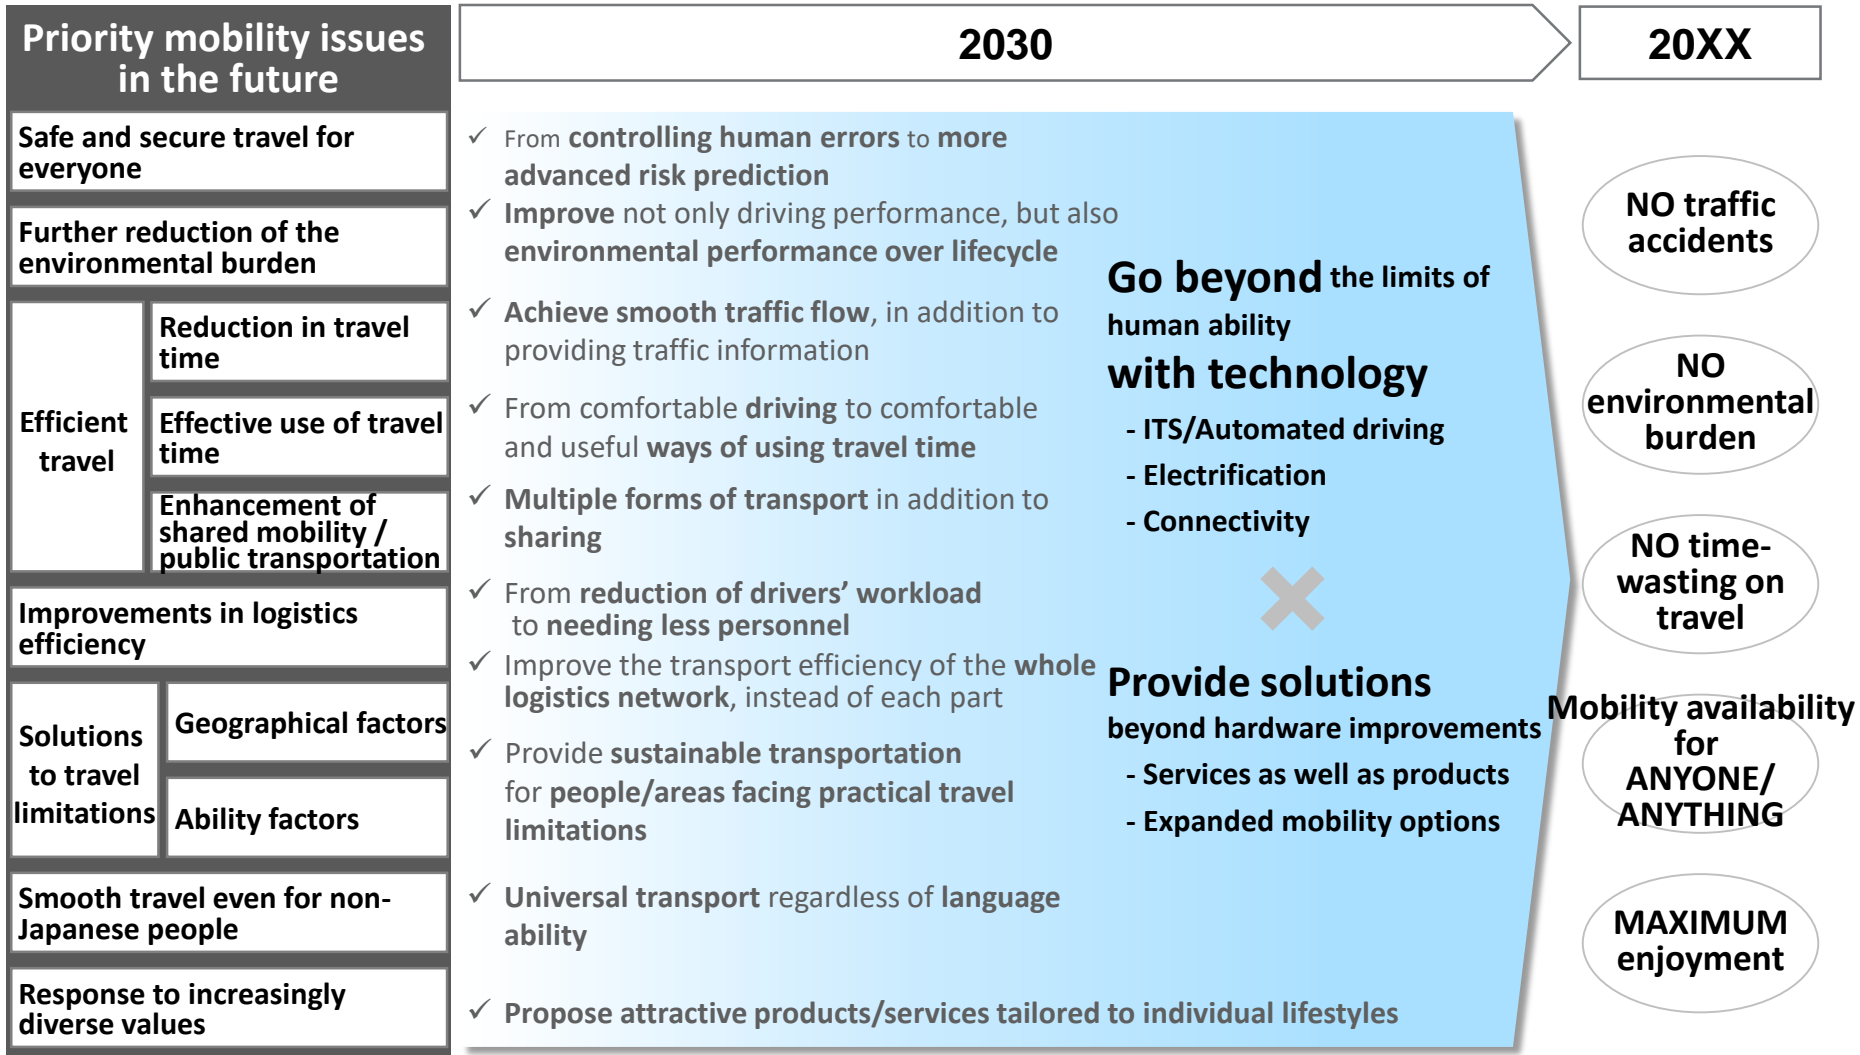 Priority mobility issues
in the future
2030
20XX
Safe and secure travel for
everyone
Further reduction of the
environmental burden
Efficient
travel
Reduction in travel
time
Effective use of travel
time
Enhancement of
shared mobility /
public transportation
Improvements in logistics
efficiency
Solutions
to travel
limitations
Geographical factors
Ability factors
Smooth travel even for non-
Japanese people
Response to increasingly
diverse values
✓ From controlling human errors to more
advanced risk prediction
✓ Improve not only driving performance, but also
environmental performance over lifecycle
✓ Achieve smooth traffic flow, in addition to
providing traffic information
✓ From comfortable driving to comfortable
and useful ways of using travel time
✓ Multiple forms of transport in addition to
sharing
✓ From reduction of drivers’ workload
to needing less personnel
✓ Improve the transport efficiency of the whole
logistics network, instead of each part
✓ Provide sustainable transportation
for people/areas facing practical travel
limitations
✓ Universal transport regardless of language
ability
✓ Propose attractive products/services tailored to individual lifestyles
Go beyond the limits of
human ability
with technology
- ITS/Automated driving
- Electrification
- Connectivity
Provide solutions
beyond hardware improvements
- Services as well as products
- Expanded mobility options
NO traffic
accidents
NO
environmental
burden
NO time-
wasting on
travel
Mobility availability
for
ANYONE/
ANYTHING
MAXIMUM
enjoyment